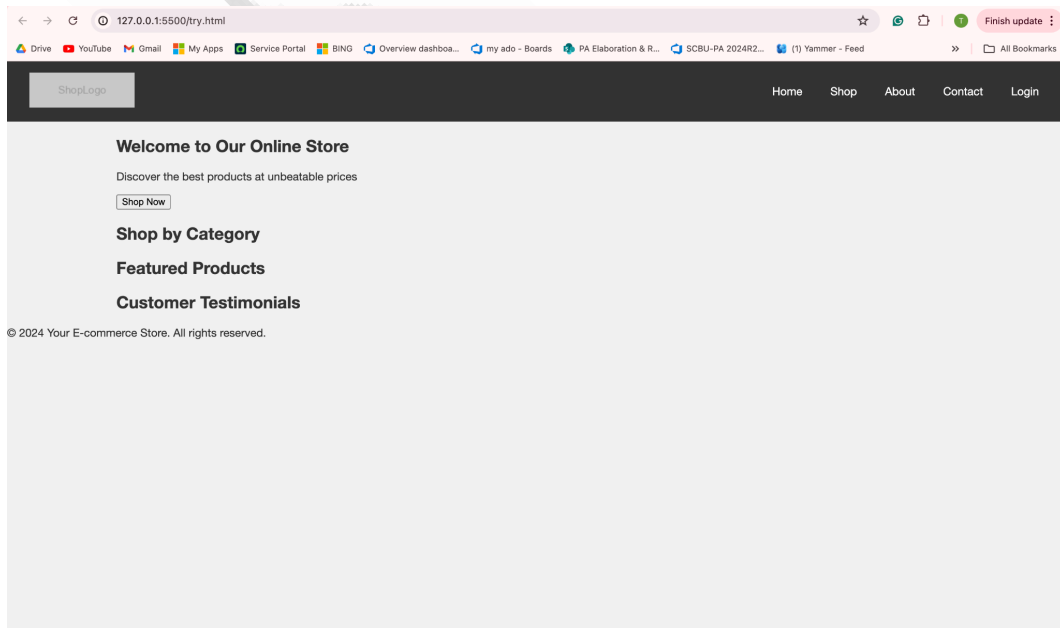 127.0.0.1:5500/try.html
G
T
Finish update
Drive YouTube Gmail My Apps Service Portal BING Overview dashboa... my ado - Boards PA Elaboration & R... SCBU-PA 2024R2... (1) Yammer - Feed » All Bookmarks
ShopLogo
Home Shop About Contact Login
Welcome to Our Online Store
Discover the best products at unbeatable prices
Shop Now
Shop by Category
Featured Products
Customer Testimonials
© 2024 Your E-commerce Store. All rights reserved.